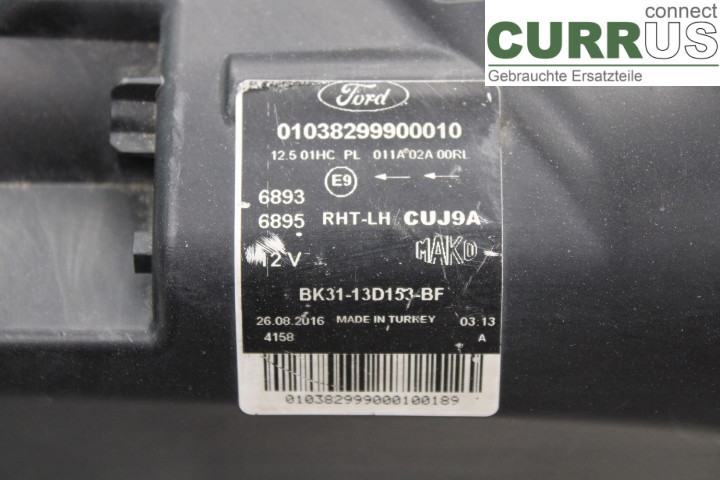 connect
CURRUS
Gebrauchte Ersatzteile
Ford
01038299900010
12.5 01HC PL 011A 02A 00RL
E9
6893
6895 RHT-LH CUJ9A
12 V MAKO
BK31-13D153-BF
26.08.2016 MADE IN TURKEY 03.13
4158 A
010382999000100189